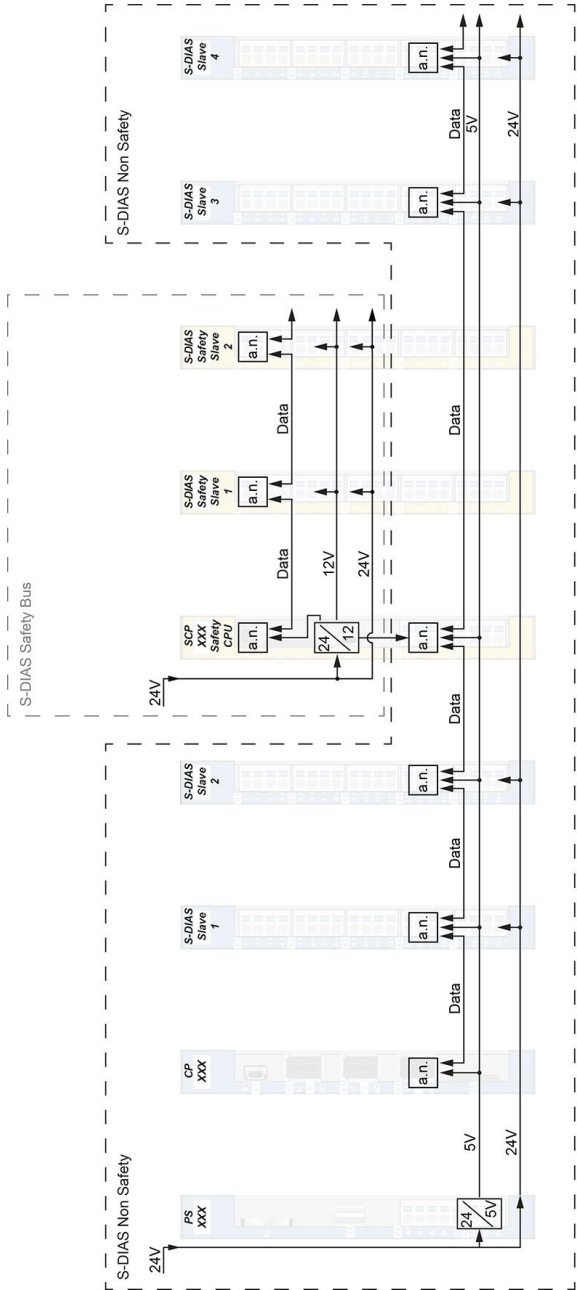 S-DIAS Non Safety
24V
PS
XXX
24
5V
5V
24V
CP
XXX
a.n.
Data
S-DIAS
Slave
1
a.n.
Data
S-DIAS
Slave
2
a.n.
Data
S-DIAS Safety Bus
24V
SCP
XXX
Safety
CPU
a.n.
24
12
a.n.
Data
12V
24V
S-DIAS
Safety
Slave
1
a.n.
Data
S-DIAS
Safety
Slave
2
a.n.
Data
S-DIAS Non Safety
S-DIAS
Slave
3
a.n.
Data
5V
24V
S-DIAS
Slave
4
a.n.